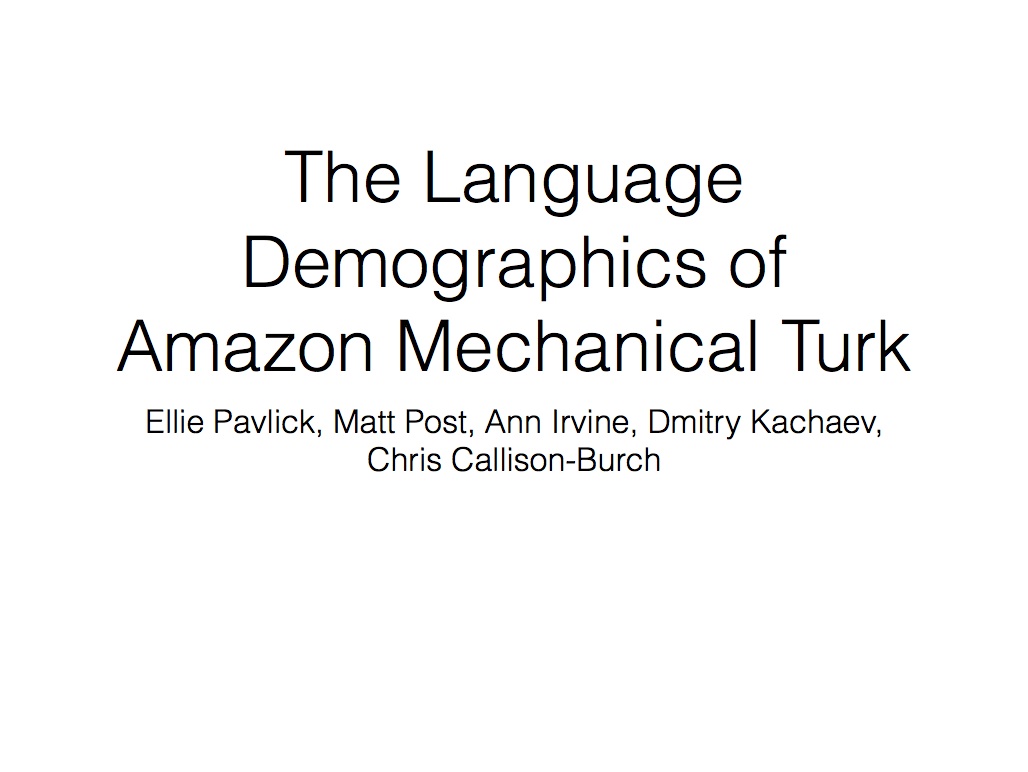 The Language
Demographics of
Amazon Mechanical Turk
Ellie Pavlick, Matt Post, Ann Irvine, Dmitry Kachaev,
Chris Callison-Burch